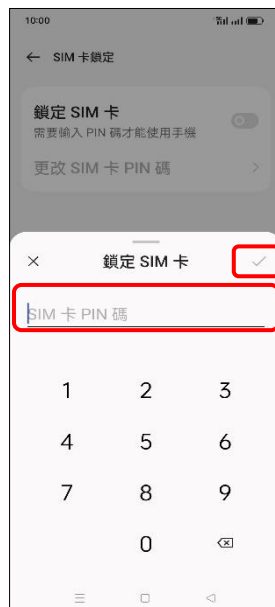 10:00
← SIM 卡鎖定
鎖定 SIM 卡
需要輸入 PIN 碼才能使用手機
更改 SIM 卡 PIN 碼
鎖定 SIM 卡
SIM 卡 PIN 碼
1 2 3
4 5 6
7 8 9
0